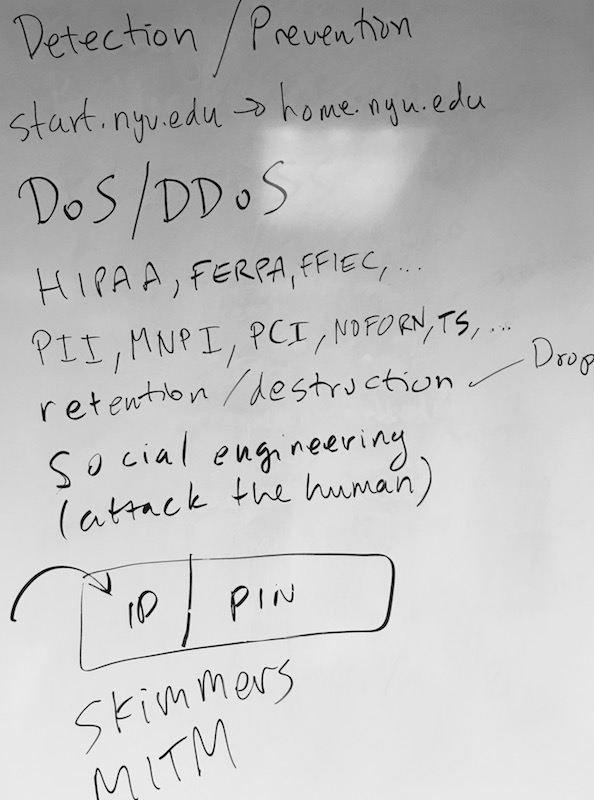 Detection / Prevention
start.nyu.edu → home.nyu.edu
DoS/DDoS
HIPAA, FERPA, FFIEC, ...
PII, MNPI, PCI, NOFORN, TS, ...
retention/destruction Drop
Social engineering
(attack the human)
ID PIN
Skimmers
MITM